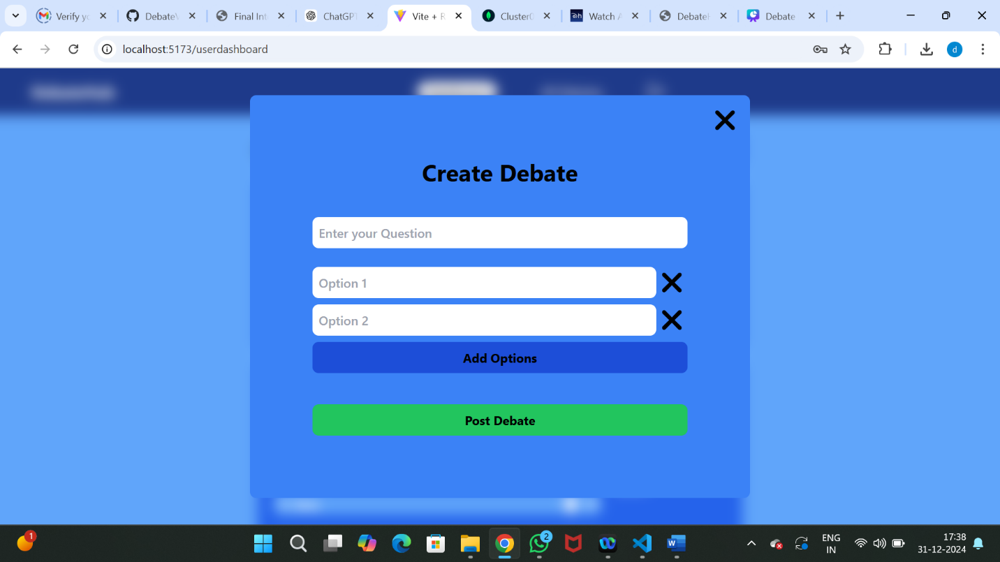 Verify yo
Debate
Final Int
ChatGPT
Vite + R
Cluster0
Watch A
DebateH
Debate
localhost:5173/userdashboard
d
Create Debate
Enter your Question
Option 1
Option 2
Add Options
Post Debate
1
2
ENG
IN
17:38
31-12-2024